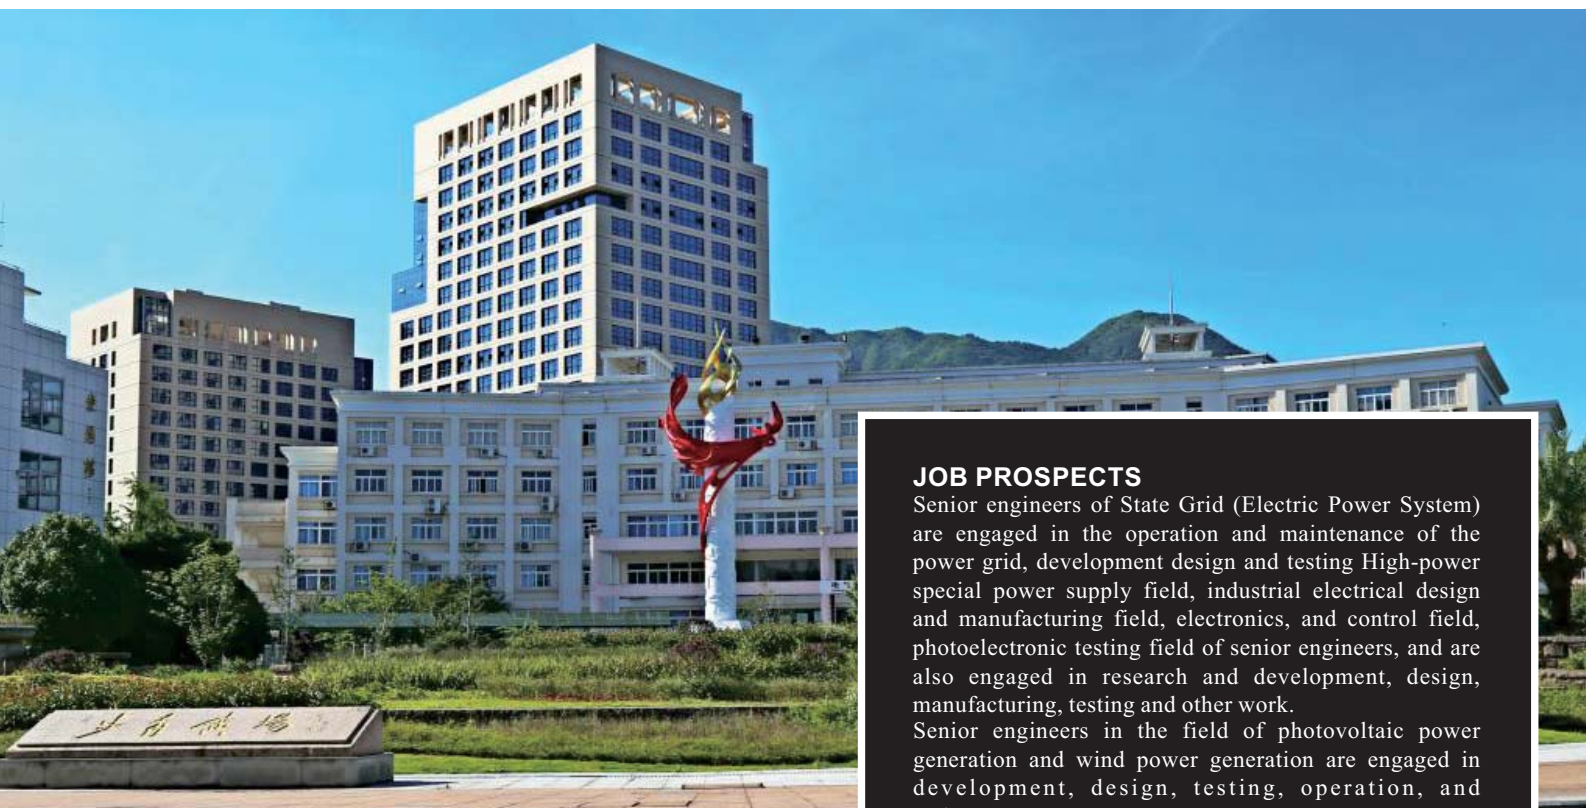 JOB PROSPECTS
Senior engineers of State Grid (Electric Power System)
are engaged in the operation and maintenance of the
power grid, development design and testing High-power
special power supply field, industrial electrical design
and manufacturing field, electronics, and control field,
photoelectronic testing field of senior engineers, and are
also engaged in research and development, design,
manufacturing, testing and other work.
Senior engineers in the field of photovoltaic power
generation and wind power generation are engaged in
development, design, testing, operation, and